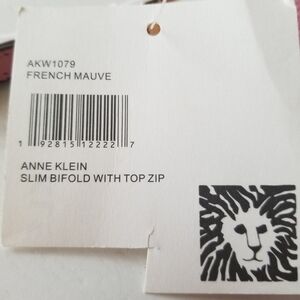 AKW1079
FRENCH MAUVE
1 92815 12222 7
ANNE KLEIN
SLIM BIFOLD WITH TOP ZIP